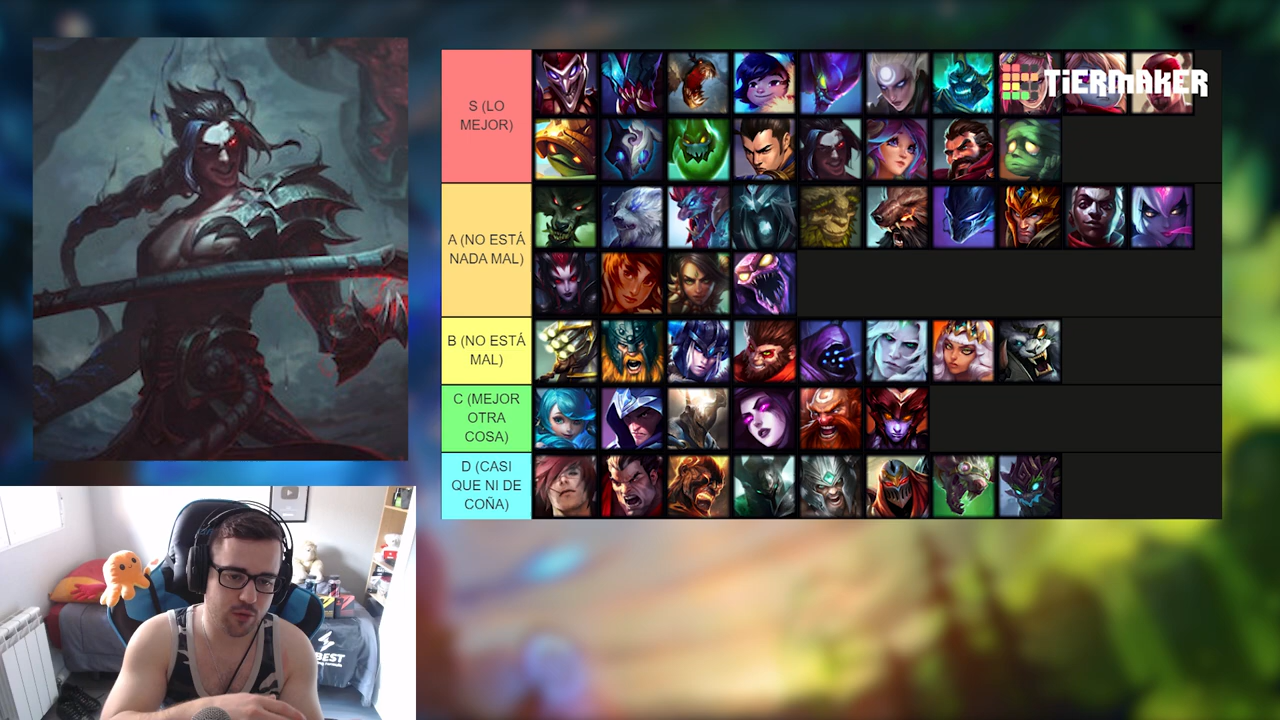 S (LO
MEJOR)
TiERMAKER
A (NO ESTÁ
NADA MAL)
B (NO ESTÁ
MAL)
C (MEJOR
OTRA
COSA)
D (CASI
QUE NI DE
COÑA)
BEST